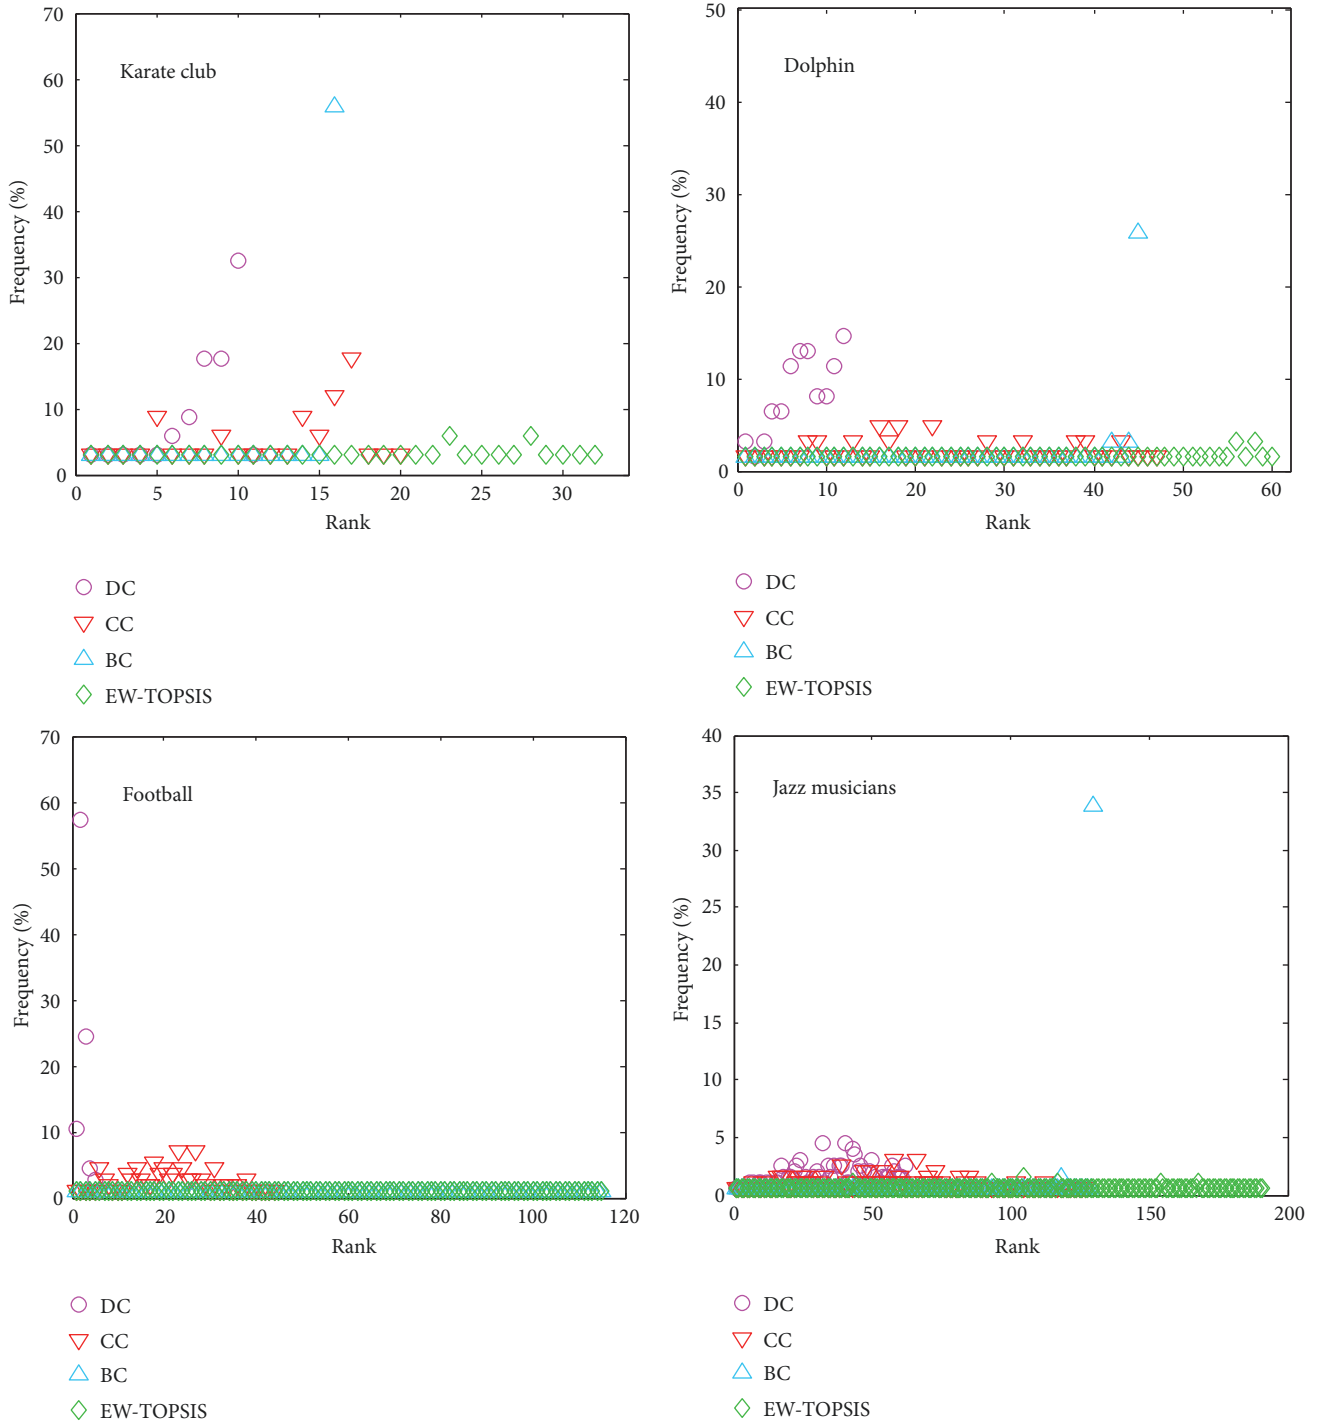 70
60
50
40
30
20
10
0
Frequency (%)
Karate club
0 5 10 15 20 25 30
Rank
DC
CC
BC
EW-TOPSIS
50
40
30
20
10
0
Frequency (%)
Dolphin
0 10 20 30 40 50 60
Rank
DC
CC
BC
EW-TOPSIS
70
60
50
40
30
20
10
0
Frequency (%)
Football
0 20 40 60 80 100 120
Rank
DC
CC
BC
EW-TOPSIS
40
35
30
25
20
15
10
5
0
Frequency (%)
Jazz musicians
0 50 100 150 200
Rank
DC
CC
BC
EW-TOPSIS